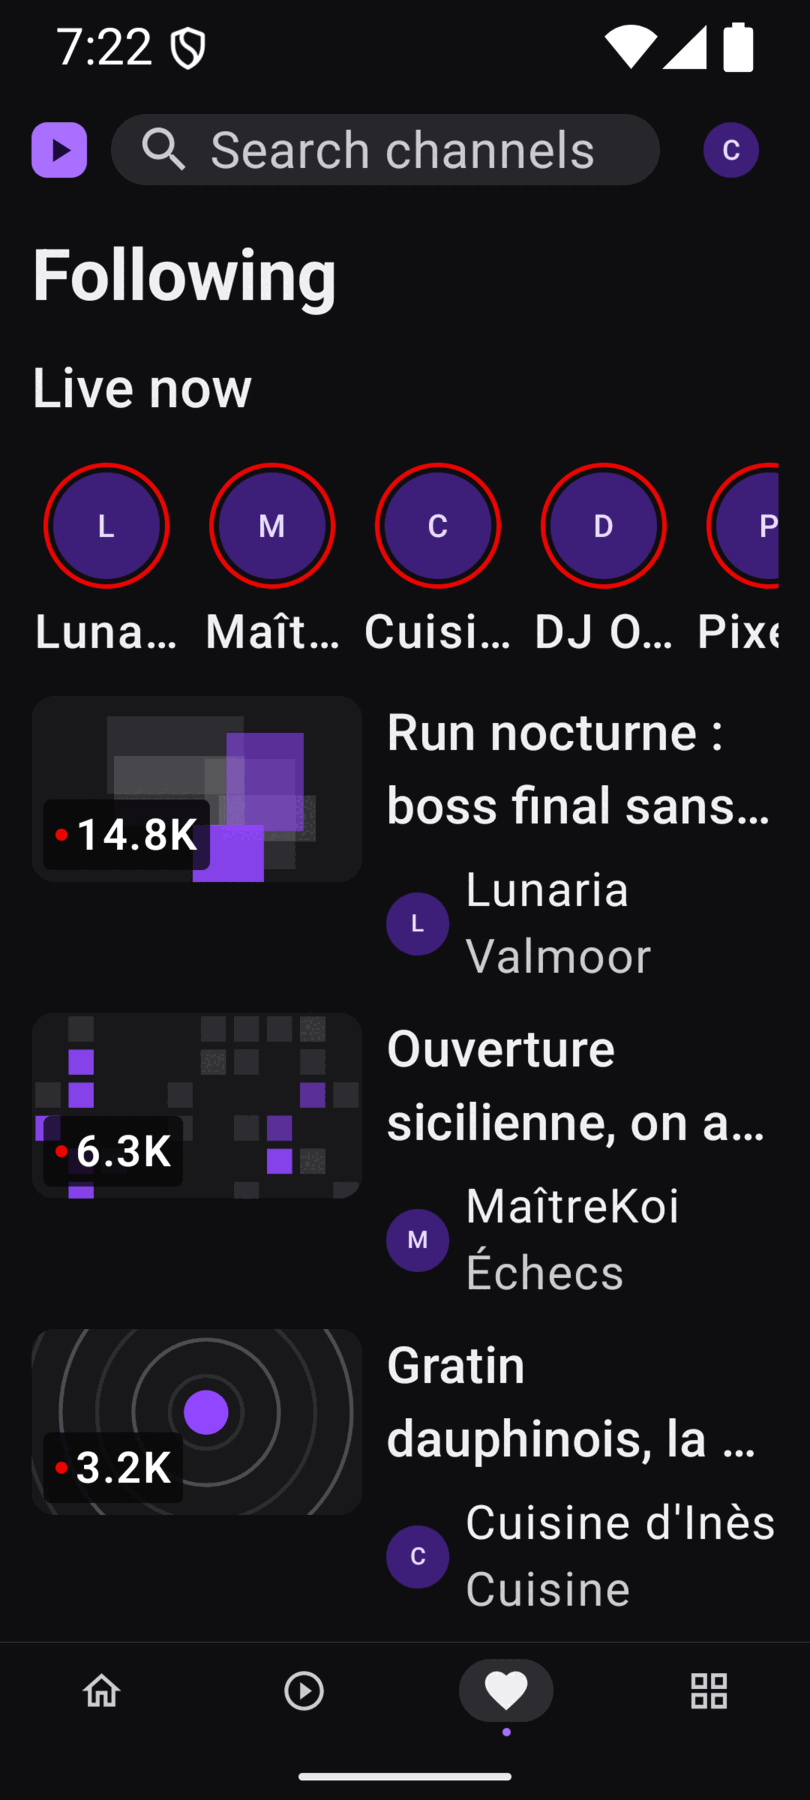 7:22
Search channels
C
Following
Live now
L
M
C
D
P
Luna…
Maît…
Cuisi…
DJ O…
Pixe
14.8K
Run nocturne :
boss final sans…
L
Lunaria
Valmoor
6.3K
Ouverture
sicilienne, on a…
M
MaîtreKoi
Échecs
3.2K
Gratin
dauphinois, la …
C
Cuisine d'Inès
Cuisine